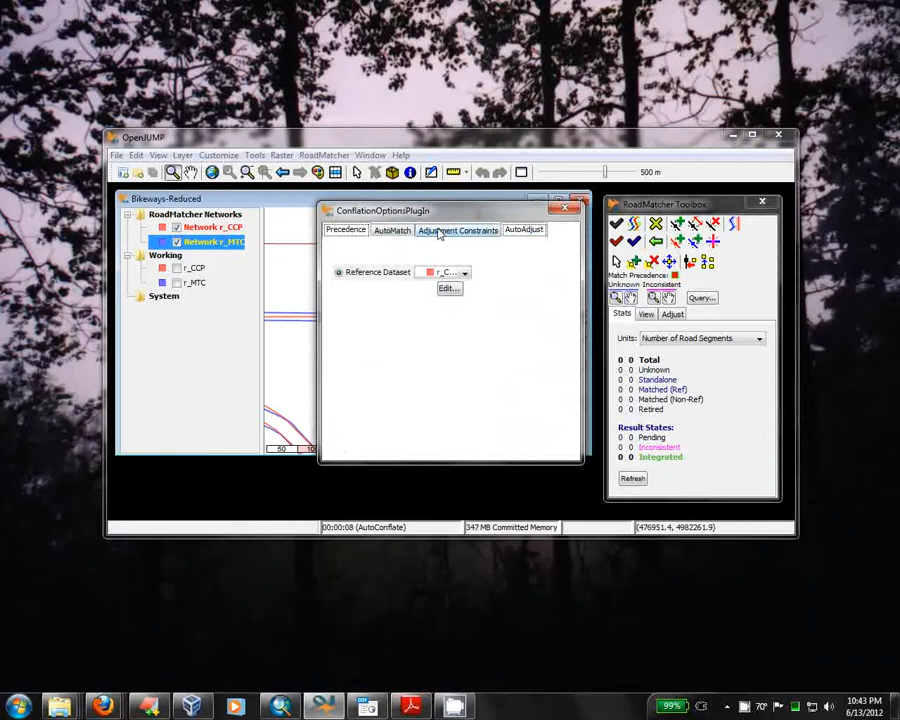 OpenJUMP
File Edit View Layer Customize Tools Raster RoadMatcher Window Help
500 m
Bikeways-Reduced
RoadMatcher Networks
Network r_CCP
Network r_MTC
Working
r_CCP
r_MTC
System
50
ConflationOptionsPlugIn
Precedence AutoMatch Adjustment Constraints AutoAdjust
Reference Dataset r_C...
Edit...
RoadMatcher Toolbox
Match Precedence:
Unknown Inconsistent
Query...
Stats View Adjust
Units: Number of Road Segments
0 0 Total
0 0 Unknown
0 0 Standalone
0 0 Matched (Ref)
0 0 Matched (Non-Ref)
0 0 Retired
Result States:
0 0 Pending
0 0 Inconsistent
0 0 Integrated
Refresh
00:00:08 (AutoConflate) 347 MB Committed Memory (476951.4, 4982261.9)
99% 70° 10:43 PM
6/13/2012